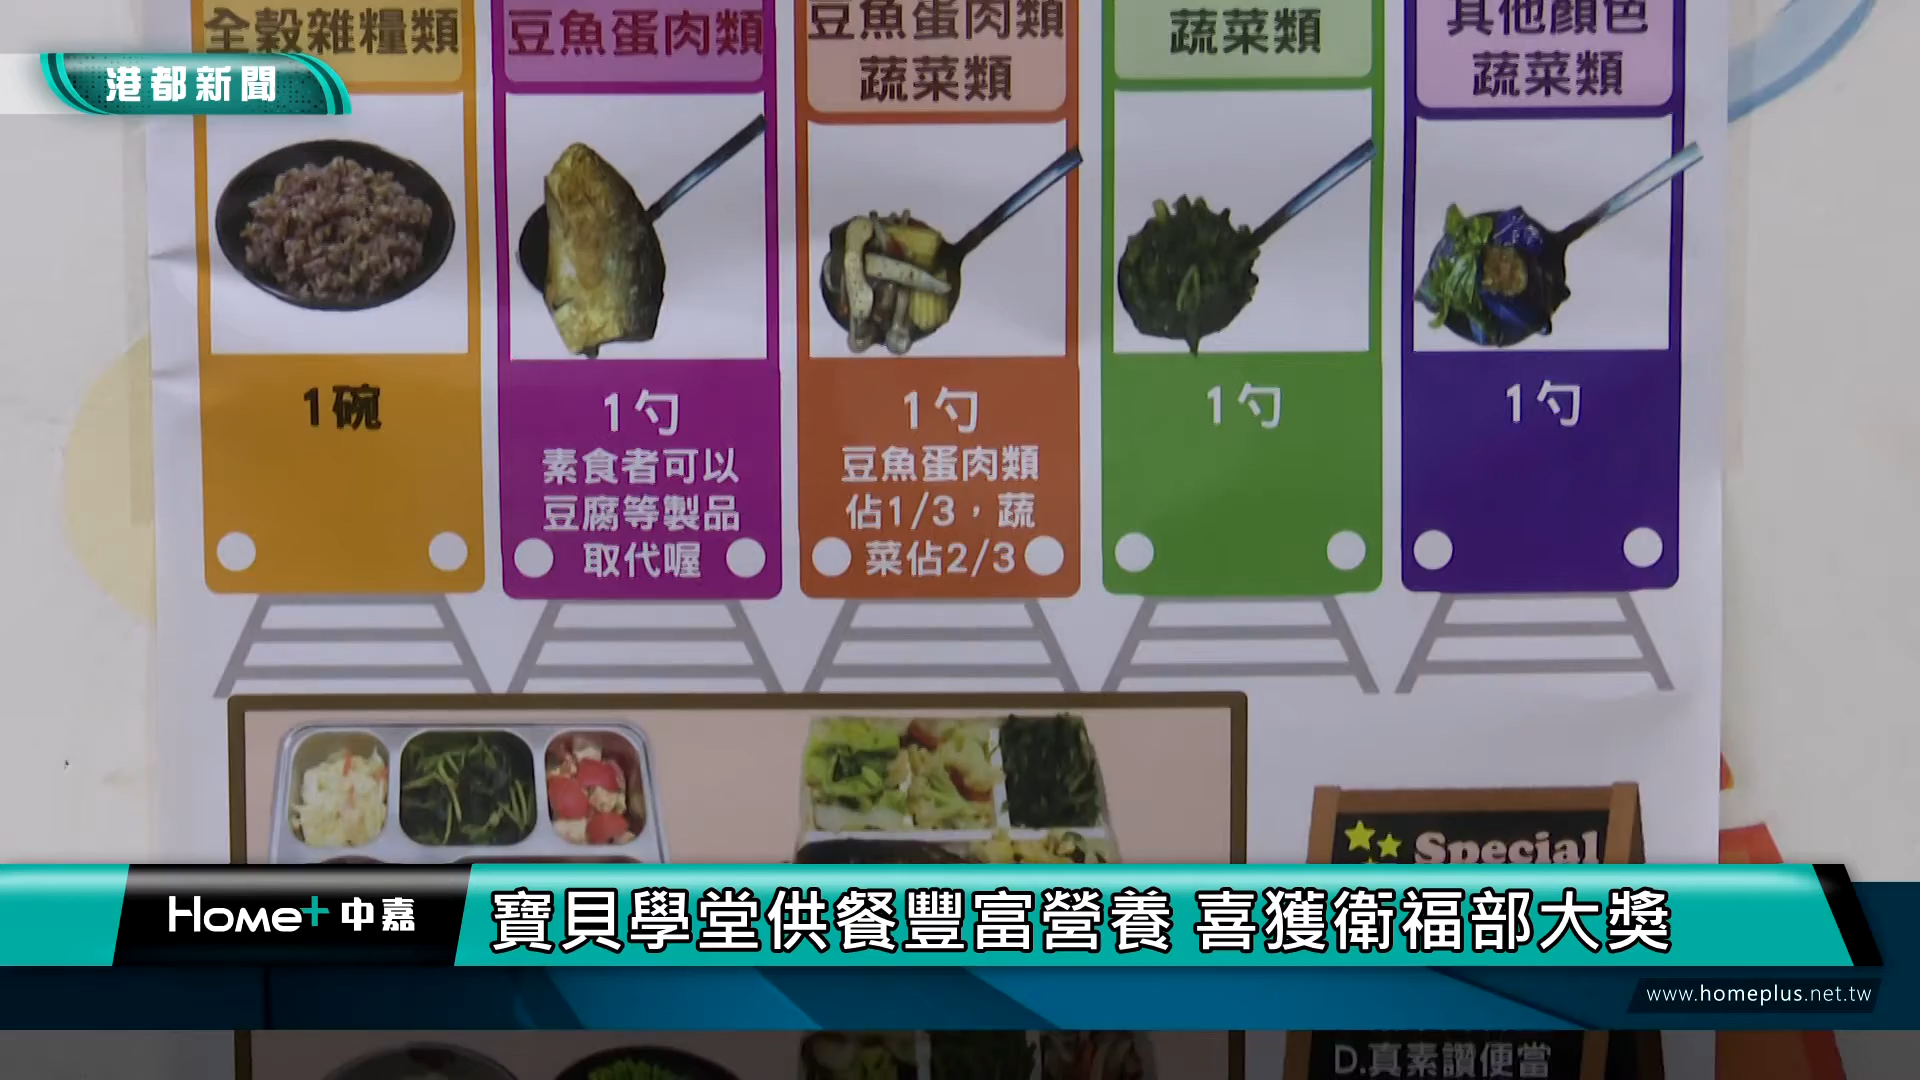 全穀雜糧類
豆魚蛋肉類
豆魚蛋肉類
蔬菜類
蔬菜類
其他顏色
蔬菜類
港都新聞
1碗
1勺
素食者可以
豆腐等製品
取代喔
1勺
豆魚蛋肉類
佔1/3，蔬
菜佔2/3
1勺
1勺
Special
Home+ 中嘉
寶貝學堂供餐豐富營養 喜獲衛福部大獎
www.homeplus.net.tw
D.真素讚便當